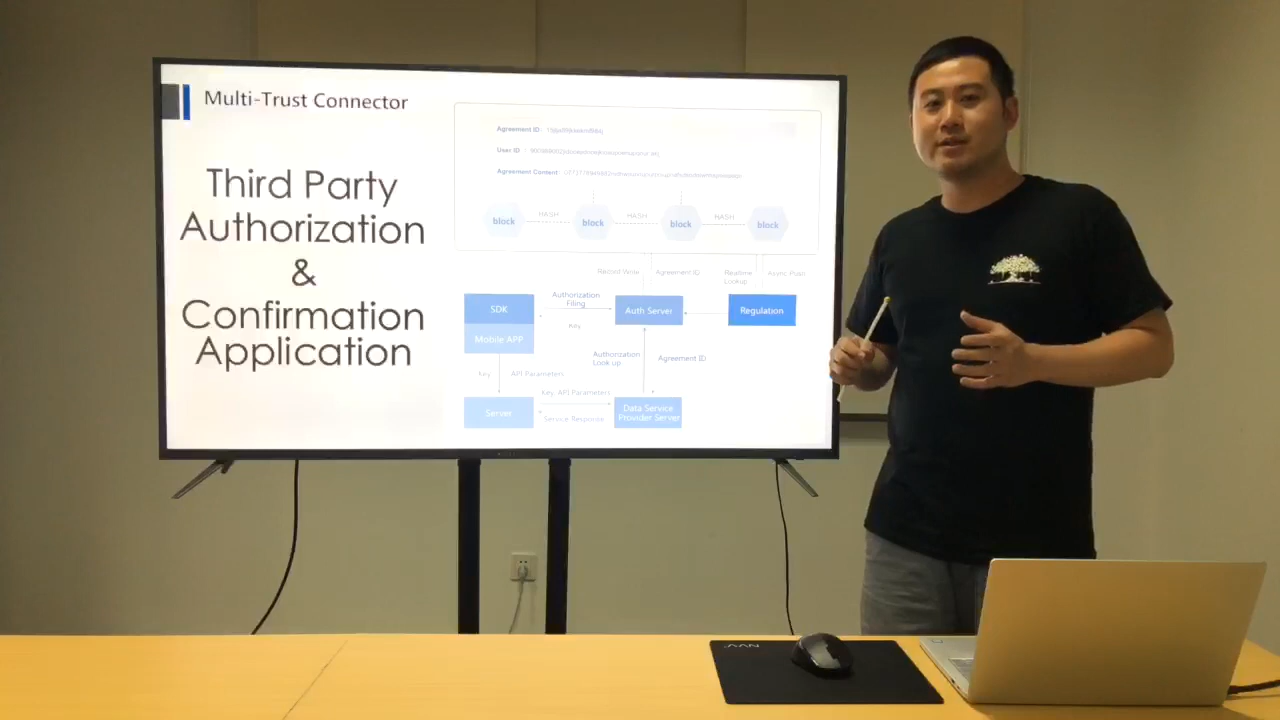 Multi-Trust Connector
Third Party
Authorization
&
Confirmation
Application
Agreement ID :
User ID :
Agreement Content :
block
HASH
block
HASH
block
HASH
block
Record Write
Agreement ID
Realtime
Lookup
Async Push
SDK
Mobile APP
Authorization
Filing
Key
Auth Server
Regulation
Authorization
Look up
Agreement ID
Key
API Parameters
Server
Key, API Parameters
Service Response
Data Service
Provider Server